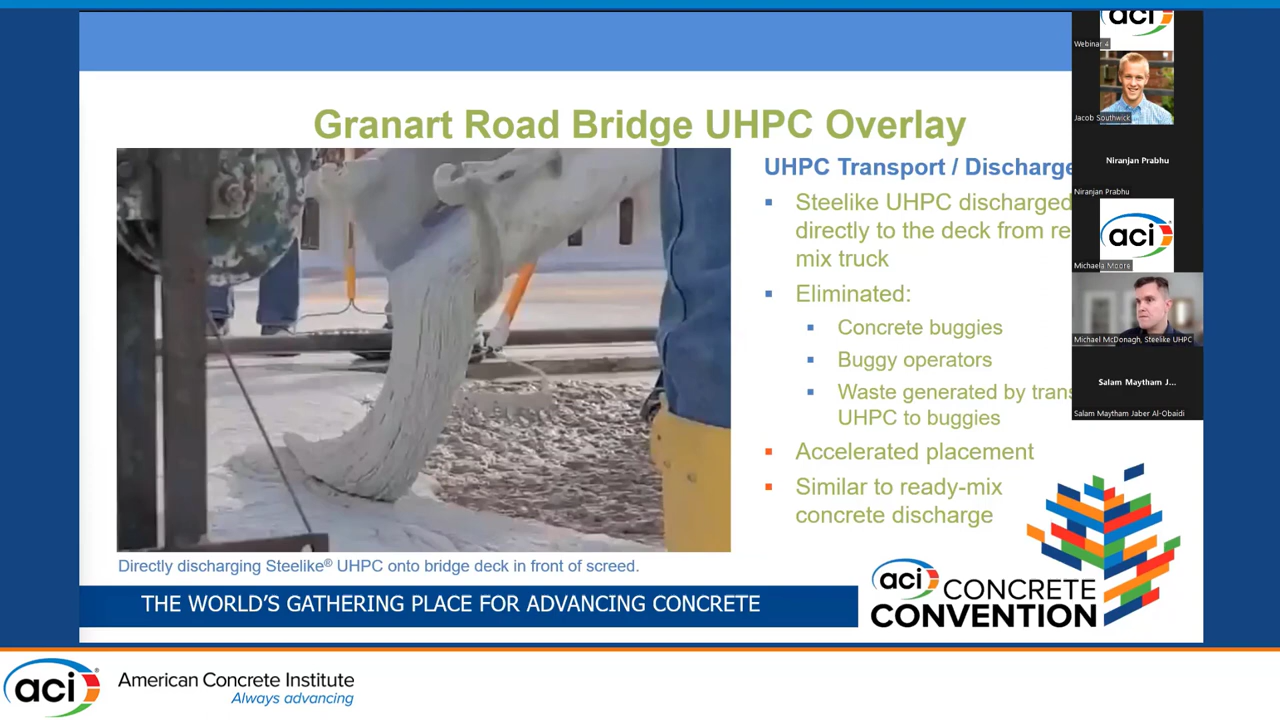 Granart Road Bridge UHPC Overlay
UHPC Transport / Discharge
Steelike UHPC discharged
directly to the deck from re
mix truck
Eliminated:
Concrete buggies
Buggy operators
Waste generated by trans
UHPC to buggies
Accelerated placement
Similar to ready-mix
concrete discharge
Directly discharging Steelike® UHPC onto bridge deck in front of screed.
THE WORLD'S GATHERING PLACE FOR ADVANCING CONCRETE
aci CONCRETE
CONVENTION
aci
Webinar 4
Jacob Southwick
Niranjan Prabhu
Niranjan Prabhu
aci
Michaela Moore
Michael McDonagh, Steelike UHPC
Salam Maytham J...
Salam Maytham Jaber Al-Obaidi
aci®
American Concrete Institute
Always advancing